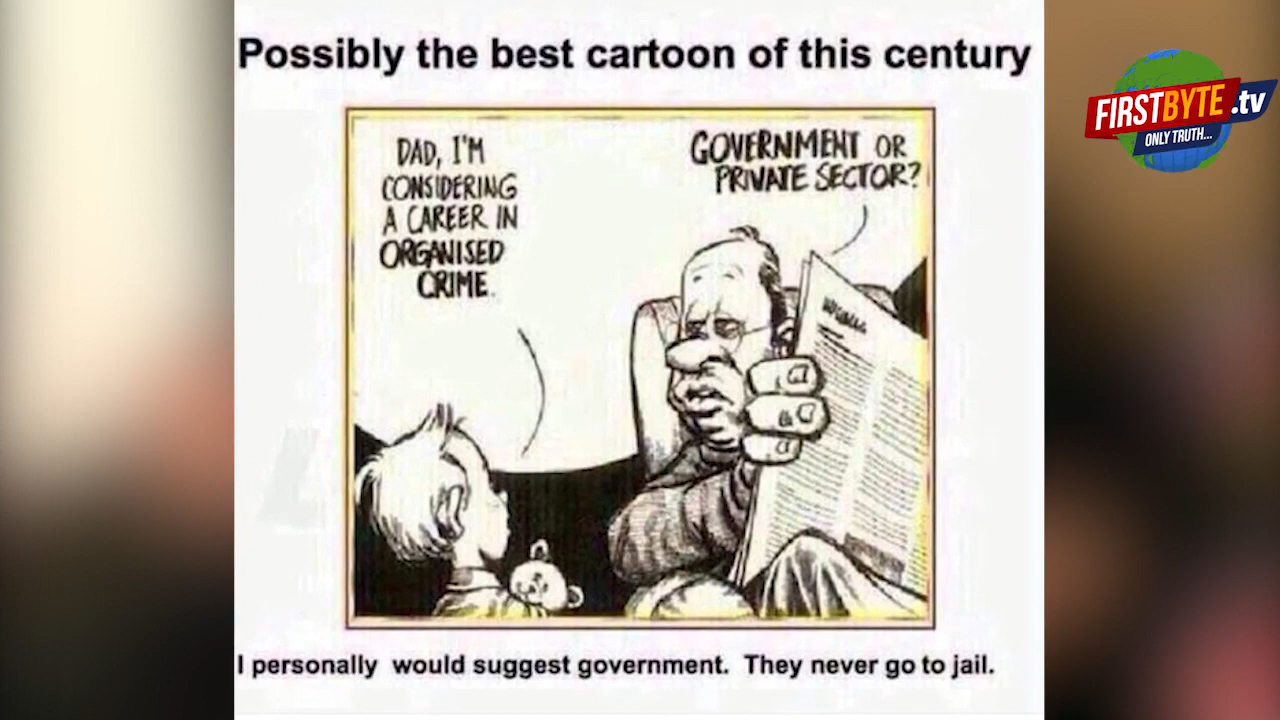 Possibly the best cartoon of this century
FIRSTBYTE.tv
ONLY TRUTH...
DAD, I'M
CONSIDERING
A CAREER IN
ORGANISED
CRIME.
GOVERNMENT OR
PRIVATE SECTOR?
I personally would suggest government. They never go to jail.